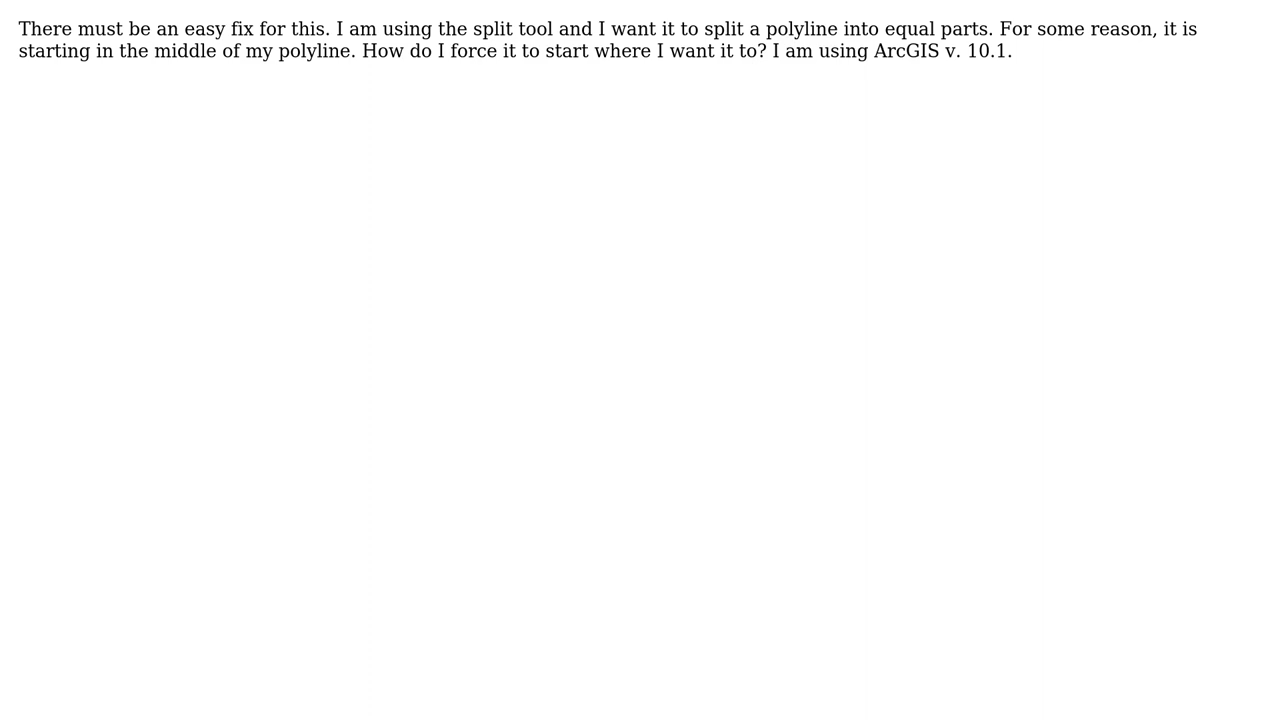 There must be an easy fix for this. I am using the split tool and I want it to split a polyline into equal parts. For some reason, it is
starting in the middle of my polyline. How do I force it to start where I want it to? I am using ArcGIS v. 10.1.